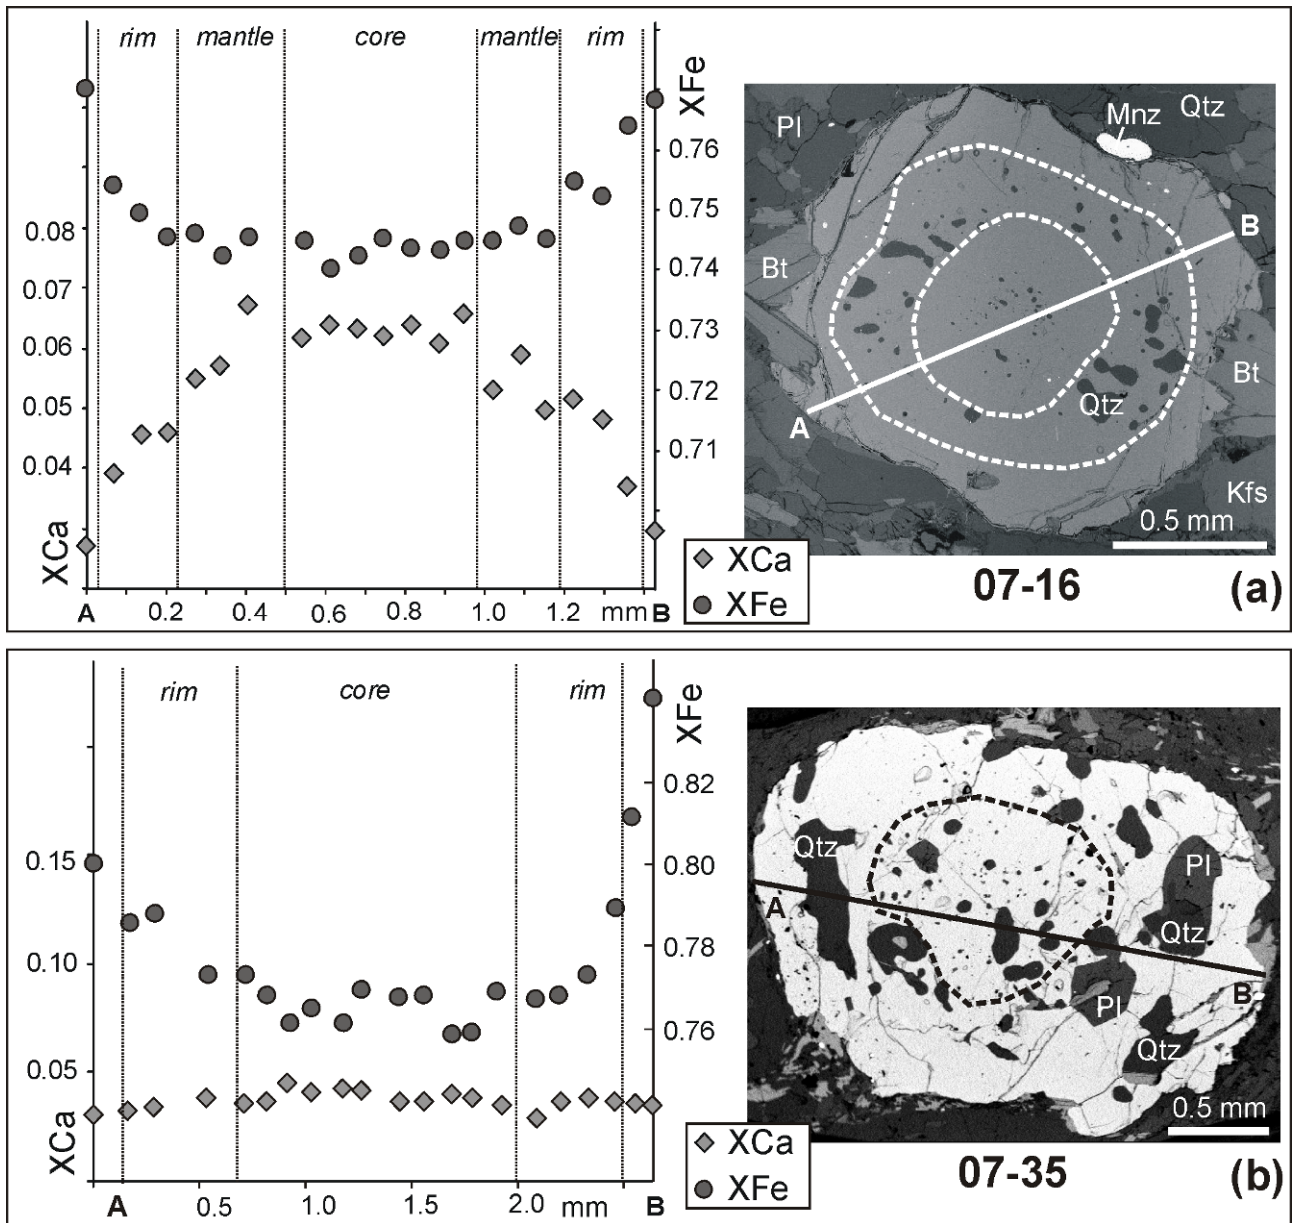 rim mantle core mantle rim
XFe
0.76
0.75
0.74
0.73
0.72
0.71
0.08
0.07
0.06
0.05
0.04
XCa
A 0.2 0.4 0.6 0.8 1.0 1.2 mm B
XCa
XFe
Pl
Mnz
Qtz
Bt
B
Bt
Qtz
A
Kfs
0.5 mm
07-16
(a)
rim core rim
XFe
0.82
0.80
0.78
0.76
0.15
0.10
0.05
XCa
A 0.5 1.0 1.5 2.0 mm B
XCa
XFe
Qtz
Pl
A
Qtz
B
Pl
Qtz
0.5 mm
07-35
(b)